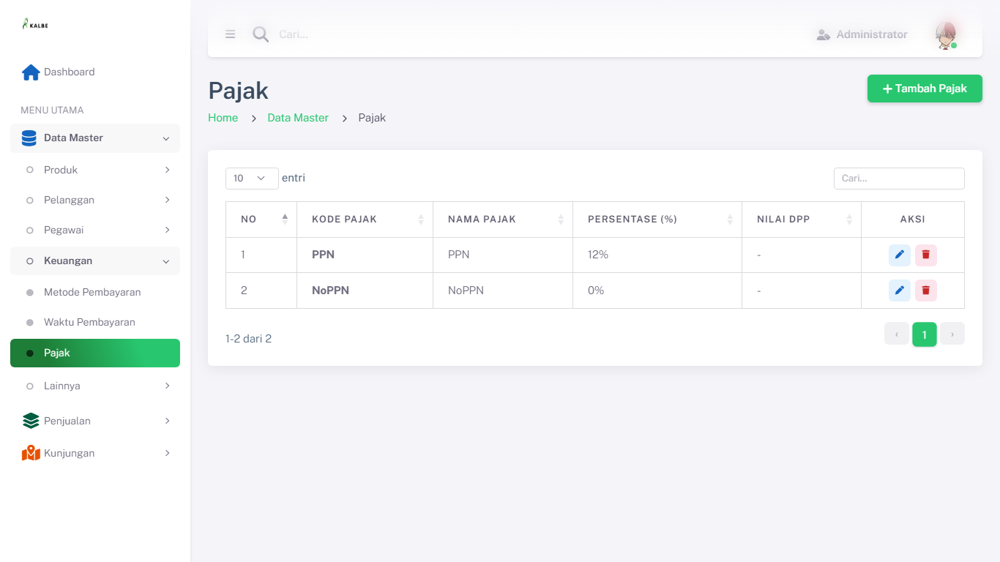 KALBE
Cari...
Administrator
Dashboard
MENU UTAMA
Data Master
Produk
Pelanggan
Pegawai
Keuangan
Metode Pembayaran
Waktu Pembayaran
Pajak
Lainnya
Penjualan
Kunjungan
Pajak
Tambah Pajak
Home > Data Master > Pajak
10 entri
Cari...
NO KODE PAJAK NAMA PAJAK PERSENTASE (%) NILAI DPP AKSI
1 PPN PPN 12% -
2 NoPPN NoPPN 0% -
1-2 dari 2
‹ 1 ›